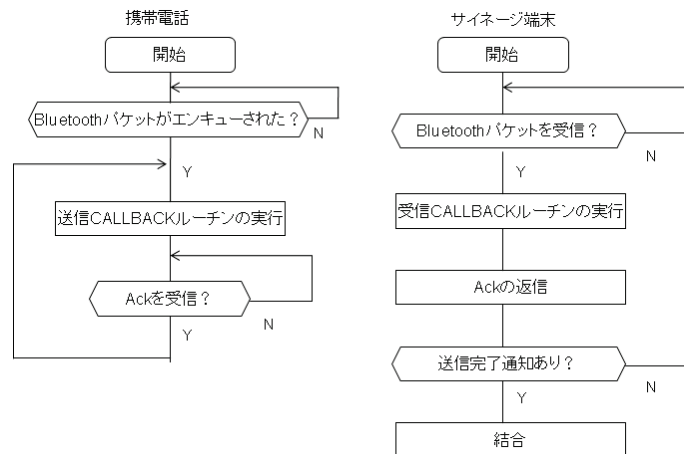 携帯電話
開始
Bluetoothパケットがエンキューされた？
N
Y
送信CALLBACKルーチンの実行
Ackを受信？
N
Y
サイネージ端末
開始
Bluetoothパケットを受信？
N
Y
受信CALLBACKルーチンの実行
Ackの返信
送信完了通知あり？
N
Y
結合